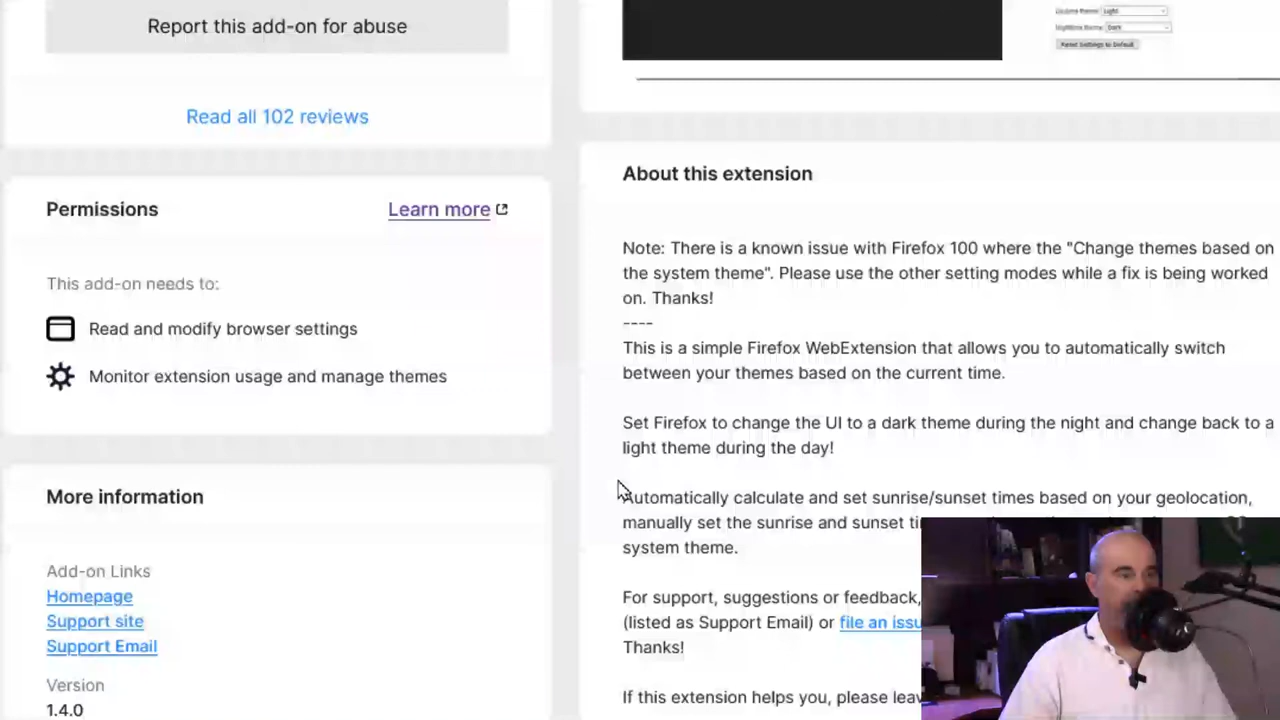 Report this add-on for abuse
Read all 102 reviews
Permissions
Learn more
This add-on needs to:
Read and modify browser settings
Monitor extension usage and manage themes
More information
Add-on Links
Homepage
Support site
Support Email
Version
1.4.0
Light
Nighttime theme: Dark
Reset Settings to Default
About this extension
Note: There is a known issue with Firefox 100 where the "Change themes based on
the system theme". Please use the other setting modes while a fix is being worked
on. Thanks!
----
This is a simple Firefox WebExtension that allows you to automatically switch
between your themes based on the current time.
Set Firefox to change the UI to a dark theme during the night and change back to a
light theme during the day!
Automatically calculate and set sunrise/sunset times based on your geolocation,
manually set the sunrise and sunset
system theme.
For support, suggestions or feedback,
(listed as Support Email) or file an
Thanks!
If this extension helps you, please